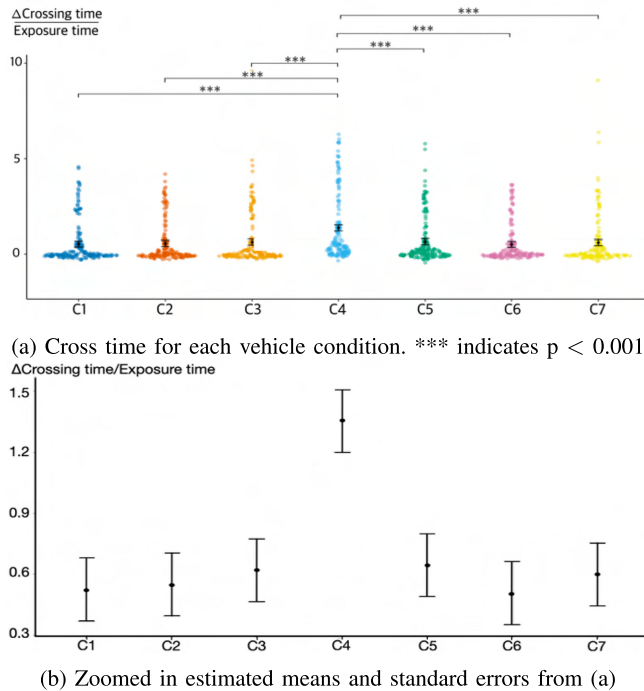 ΔCrossing time
Exposure time
***
***
***
***
***
***
10
5
0
C1 C2 C3 C4 C5 C6 C7
(a) Cross time for each vehicle condition. *** indicates p < 0.001
ΔCrossing time/Exposure time
1.5
1.2
0.9
0.6
0.3
C1 C2 C3 C4 C5 C6 C7
(b) Zoomed in estimated means and standard errors from (a)